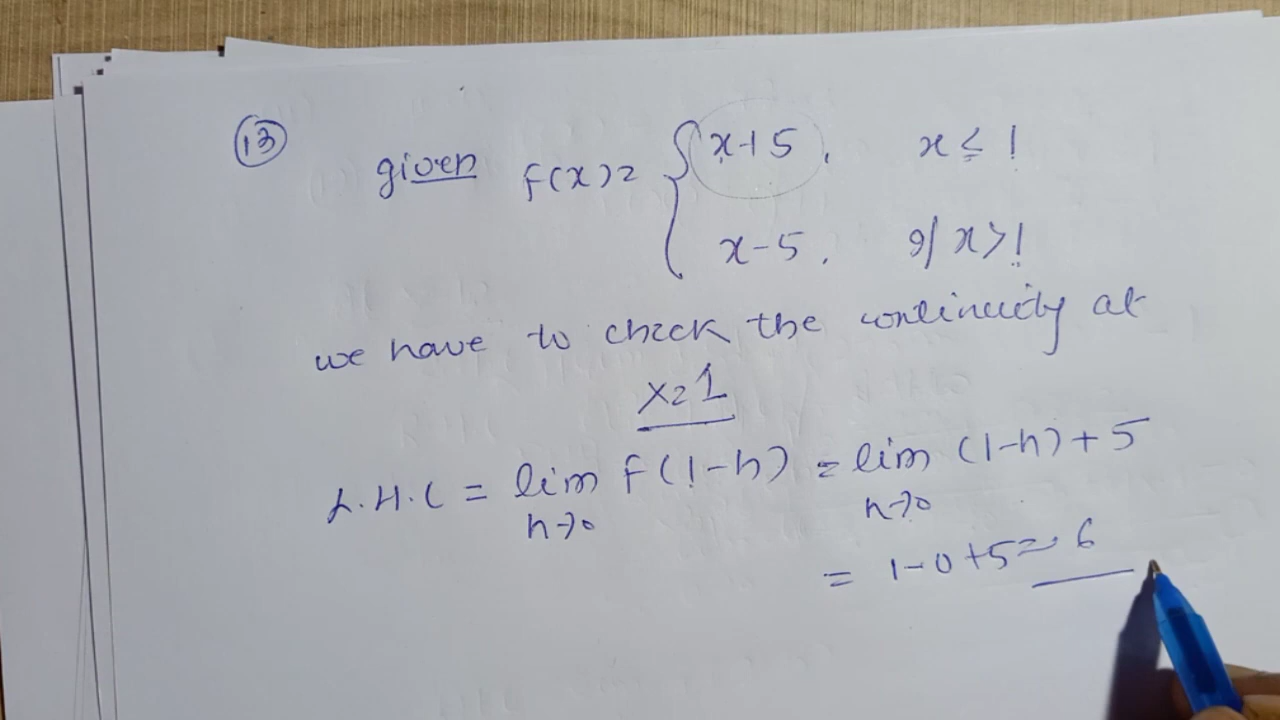 13
given f(x) = { x+5, x ≤ 1
x-5, if x>1
we have to check the continuity at
x=1
L.H.L = lim f(1-h) = lim (1-h)+5
h→0 h→0
= 1-0+5 = 6